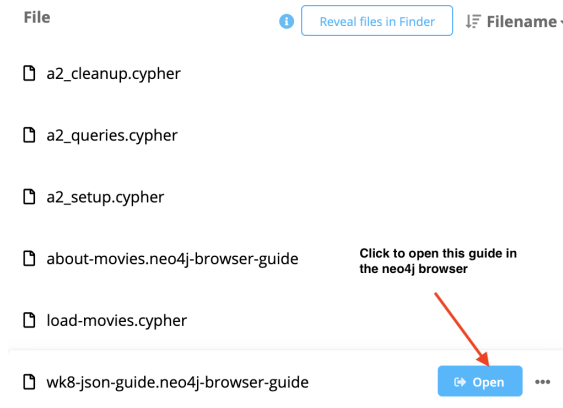 File
Reveal files in Finder
Filename
a2_cleanup.cypher
a2_queries.cypher
a2_setup.cypher
about-movies.neo4j-browser-guide
Click to open this guide in
the neo4j browser
load-movies.cypher
wk8-json-guide.neo4j-browser-guide
Open